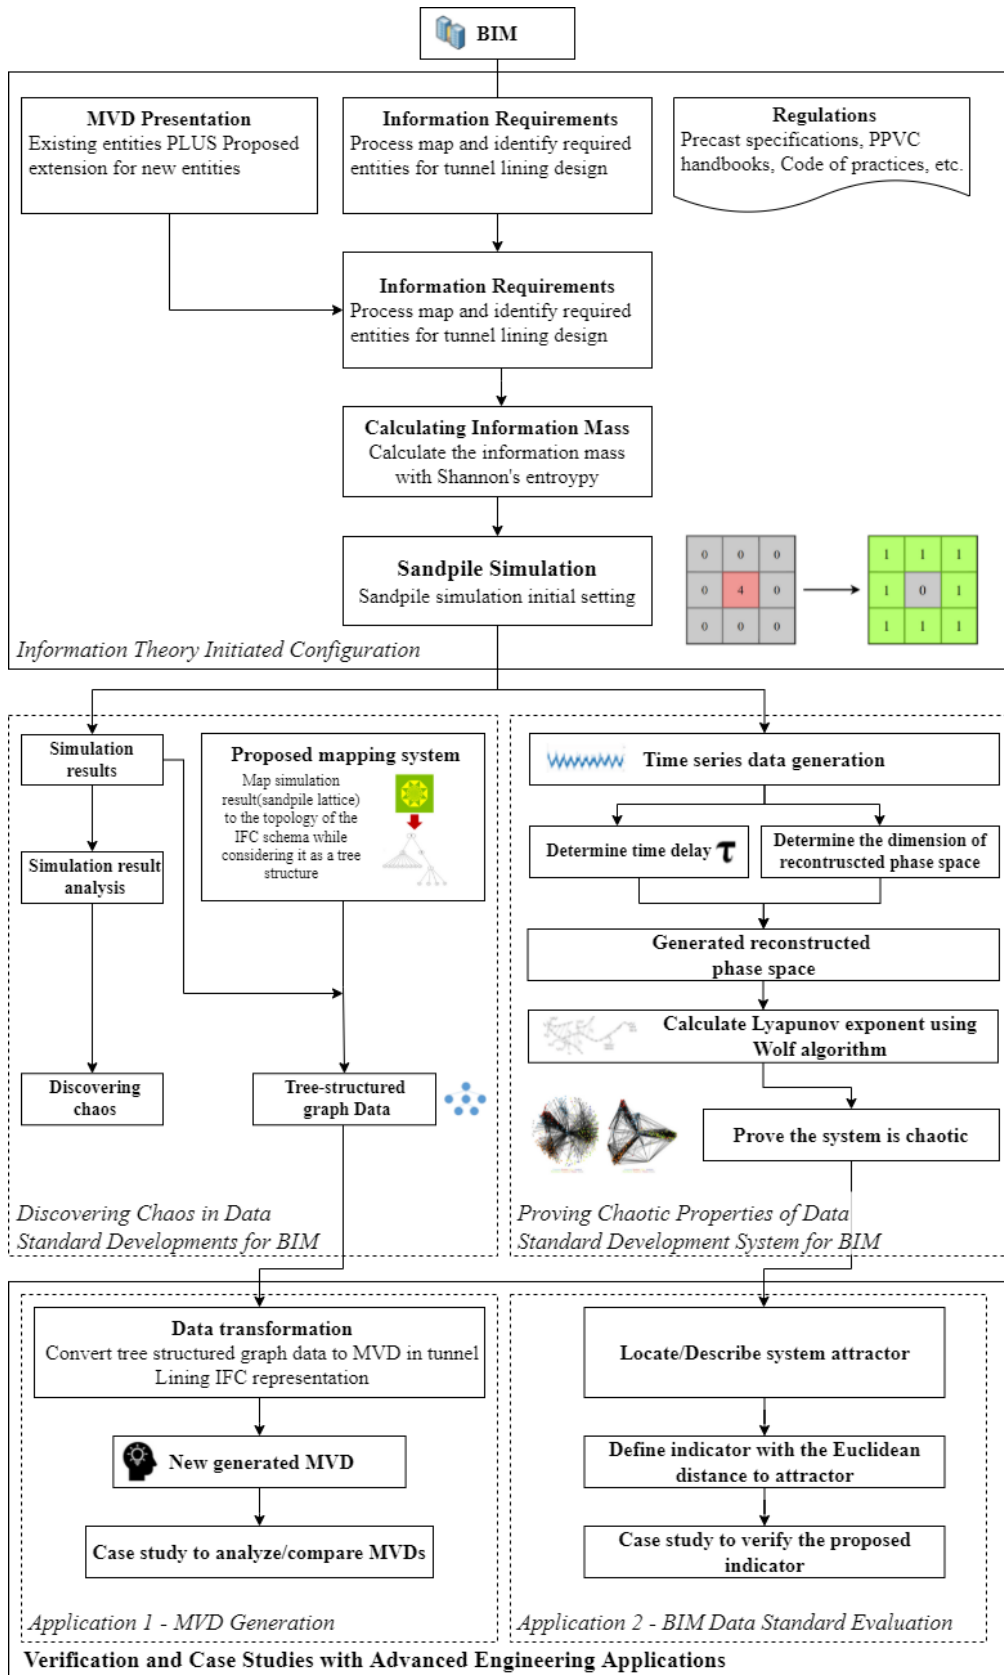 BIM
MVD Presentation
Existing entities PLUS Proposed
extension for new entities
Information Requirements
Process map and identify required
entities for tunnel lining design
Regulations
Precast specifications, PPVC
handbooks, Code of practices, etc.
Information Requirements
Process map and identify required
entities for tunnel lining design
Calculating Information Mass
Calculate the information mass
with Shannon's entroypy
Sandpile Simulation
Sandpile simulation initial setting
0 0 0
0 4 0
0 0 0
1 1 1
1 0 1
1 1 1
Information Theory Initiated Configuration
Simulation
results
Simulation result
analysis
Discovering
chaos
Proposed mapping system
Map simulation
result(sandpile lattice)
to the topology of the
IFC schema while
considering it as a tree
structure
Tree-structured
graph Data
Discovering Chaos in Data
Standard Developments for BIM
Time series data generation
Determine time delay τ
Determine the dimension of
recontruscted phase space
Generated reconstructed
phase space
Calculate Lyapunov exponent using
Wolf algorithm
Prove the system is chaotic
Proving Chaotic Properties of Data
Standard Development System for BIM
Data transformation
Convert tree structured graph data to MVD in tunnel
Lining IFC representation
New generated MVD
Case study to analyze/compare MVDs
Application 1 - MVD Generation
Locate/Describe system attractor
Define indicator with the Euclidean
distance to attractor
Case study to verify the proposed
indicator
Application 2 - BIM Data Standard Evaluation
Verification and Case Studies with Advanced Engineering Applications